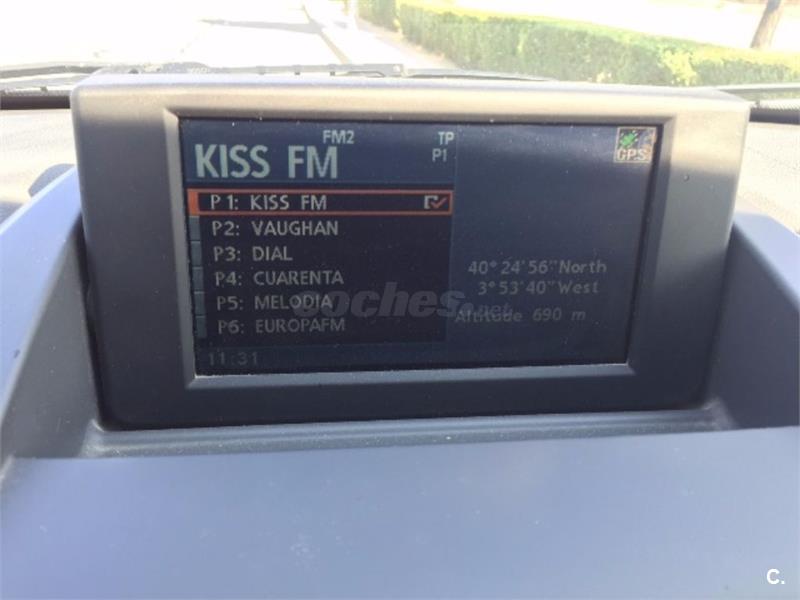 FM2
TP
KISS FM
P1
GPS
P1: KISS FM
P2: VAUGHAN
P3: DIAL
P4: CUARENTA
P5: MELODIA
P6: EUROPAFM
40°24'56"North
3°53'40"West
Altitude 690 m
coches.net
11:31
C.